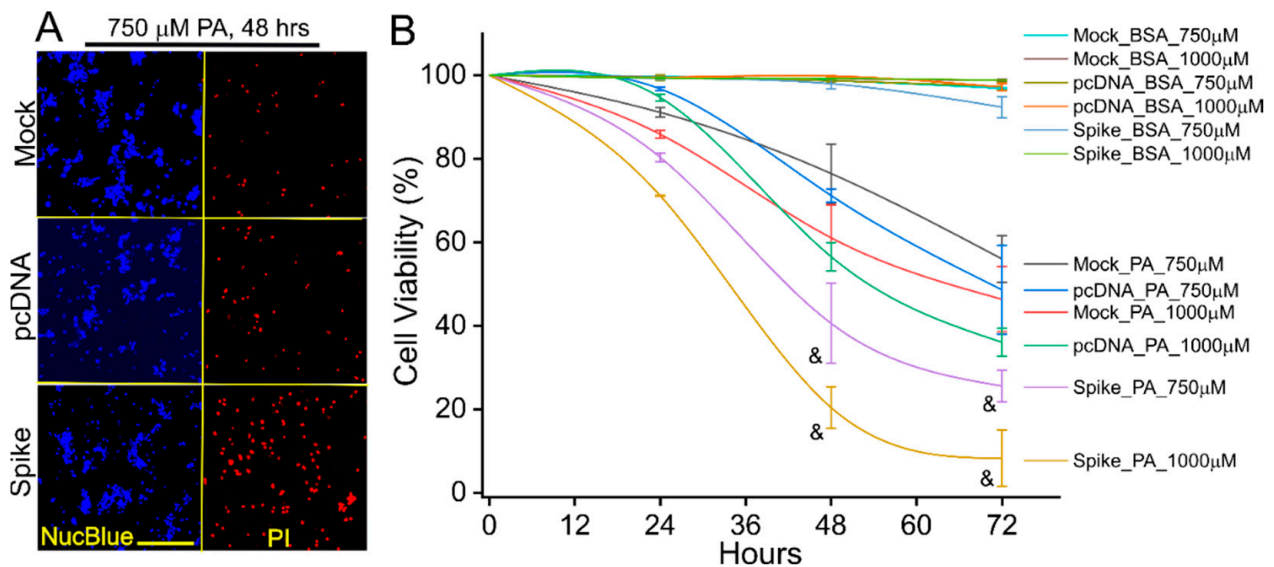 A
750 μM PA, 48 hrs
Mock
pcDNA
Spike
NucBlue
PI
B
Cell Viability (%)
100
80
60
40
20
0
0 12 24 36 48 60 72
Hours
& & & &
Mock_BSA_750μM
Mock_BSA_1000μM
pcDNA_BSA_750μM
pcDNA_BSA_1000μM
Spike_BSA_750μM
Spike_BSA_1000μM
Mock_PA_750μM
pcDNA_PA_750μM
Mock_PA_1000μM
pcDNA_PA_1000μM
Spike_PA_750μM
Spike_PA_1000μM